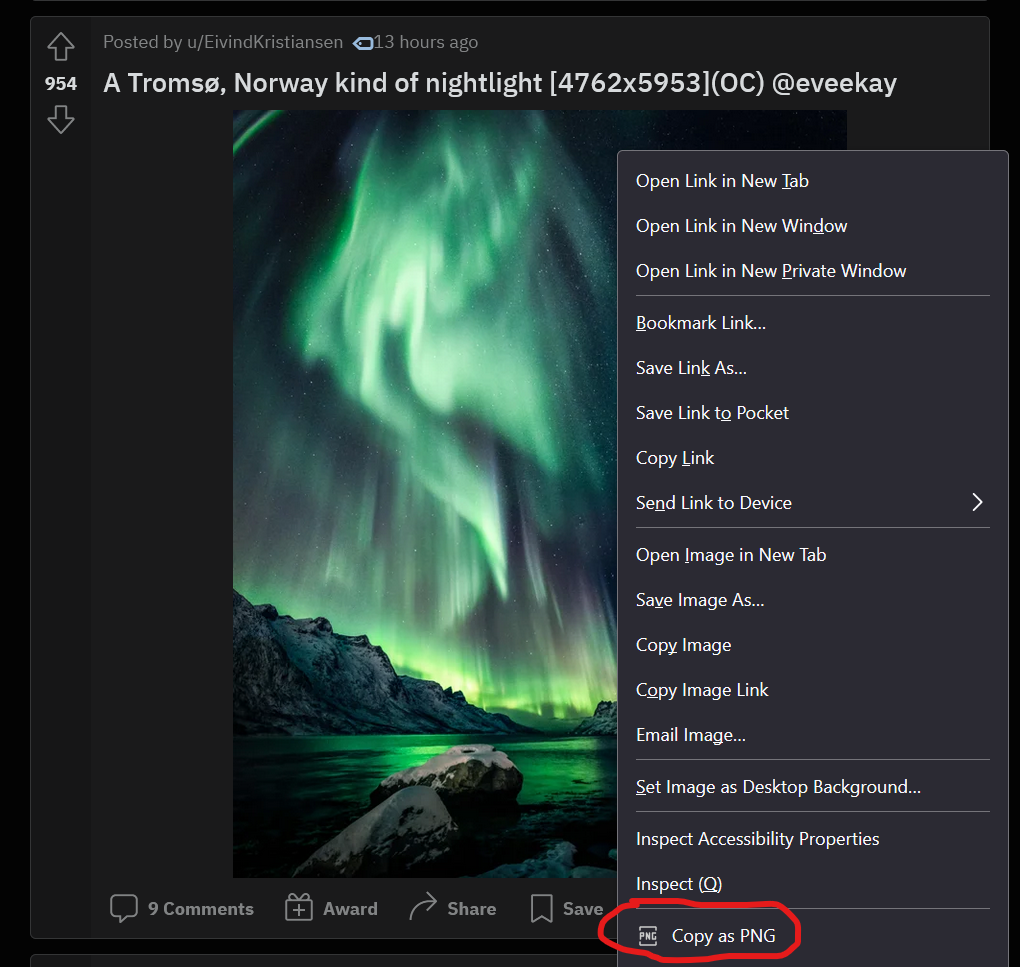 Posted by u/EivindKristiansen 13 hours ago
954
A Tromsø, Norway kind of nightlight [4762x5953](OC) @eveekay
Open Link in New Tab
Open Link in New Window
Open Link in New Private Window
Bookmark Link...
Save Link As...
Save Link to Pocket
Copy Link
Send Link to Device
Open Image in New Tab
Save Image As...
Copy Image
Copy Image Link
Email Image...
Set Image as Desktop Background...
Inspect Accessibility Properties
Inspect (Q)
9 Comments Award Share Save
PNG Copy as PNG